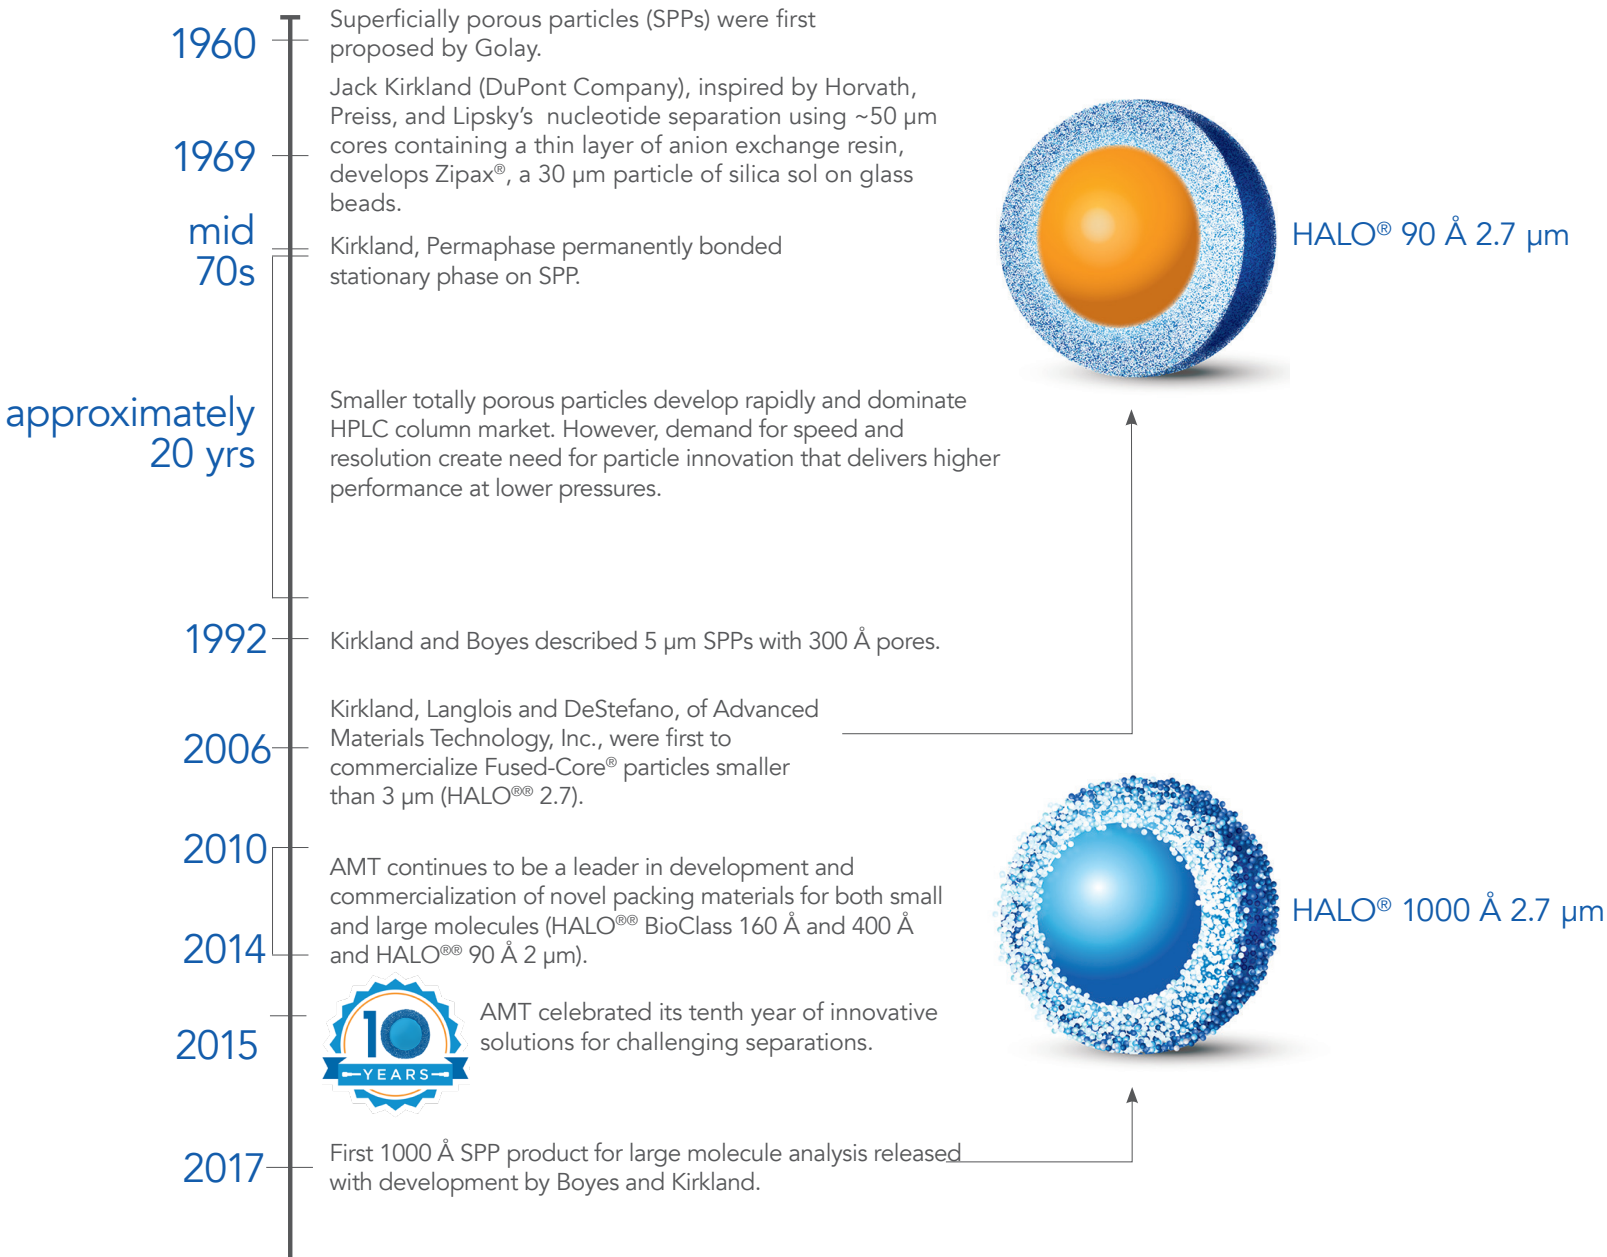 1960
Superficially porous particles (SPPs) were first
proposed by Golay.
1969
Jack Kirkland (DuPont Company), inspired by Horvath,
Preiss, and Lipsky’s nucleotide separation using ~50 µm
cores containing a thin layer of anion exchange resin,
develops Zipax®, a 30 µm particle of silica sol on glass
beads.
mid
70s
Kirkland, Permaphase permanently bonded
stationary phase on SPP.
HALO® 90 Å 2.7 µm
approximately
20 yrs
Smaller totally porous particles develop rapidly and dominate
HPLC column market. However, demand for speed and
resolution create need for particle innovation that delivers higher
performance at lower pressures.
1992
Kirkland and Boyes described 5 µm SPPs with 300 Å pores.
2006
Kirkland, Langlois and DeStefano, of Advanced
Materials Technology, Inc., were first to
commercialize Fused-Core® particles smaller
than 3 µm (HALO®® 2.7).
2010
2014
AMT continues to be a leader in development and
commercialization of novel packing materials for both small
and large molecules (HALO®® BioClass 160 Å and 400 Å
and HALO®® 90 Å 2 µm).
HALO® 1000 Å 2.7 µm
2015
10
YEARS
AMT celebrated its tenth year of innovative
solutions for challenging separations.
2017
First 1000 Å SPP product for large molecule analysis released
with development by Boyes and Kirkland.